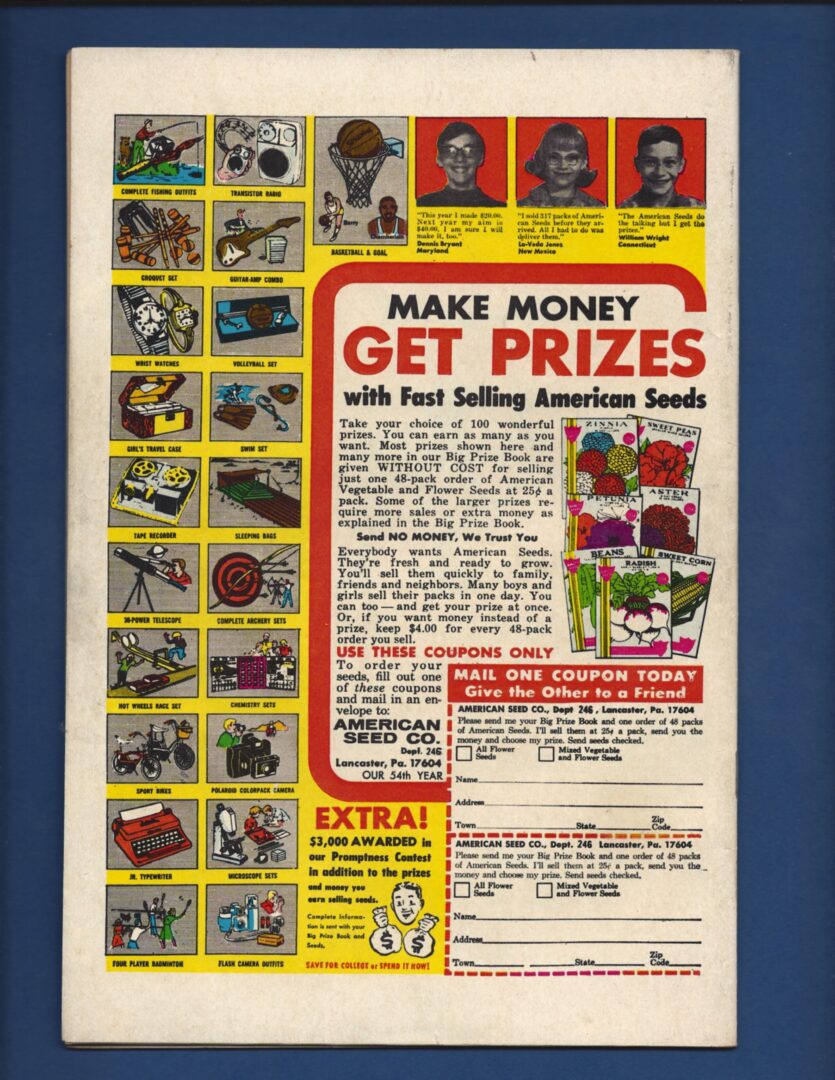 COMPLETE FISHING OUTFITS
TRANSISTOR RADIO
CROQUET SET
GUITAR-AMP COMBO
WRIST WATCHES
VOLLEYBALL SET
GIRL'S TRAVEL CASE
SWIM SET
TAPE RECORDER
SLEEPING BAGS
30-POWER TELESCOPE
COMPLETE ARCHERY SETS
HOT WHEELS RACE SET
CHEMISTRY SETS
SPORT BIKES
POLAROID COLORPACK CAMERA
JR. TYPEWRITER
MICROSCOPE SETS
FOUR PLAYER BADMINTON
FLASH CAMERA OUTFITS
Barry
Chamberlain
BASKETBALL & GOAL
"This year I made $20.00.
Next year my aim is
$40.00. I am sure I will
make it, too."
Dennis Bryant
Maryland
"I sold 317 packs of Ameri-
can Seeds before they ar-
rived. All I had to do was
deliver them."
La-Veda Jones
New Mexico
"The American Seeds do
the talking but I get the
prizes."
William Wright
Connecticut
MAKE MONEY
GET PRIZES
with Fast Selling American Seeds
Take your choice of 100 wonderful
prizes. You can earn as many as you
want. Most prizes shown here and
many more in our Big Prize Book are
given WITHOUT COST for selling
just one 48-pack order of American
Vegetable and Flower Seeds at 25¢ a
pack. Some of the larger prizes re-
quire more sales or extra money as
explained in the Big Prize Book.
Send NO MONEY, We Trust You
Everybody wants American Seeds.
They're fresh and ready to grow.
You'll sell them quickly to family,
friends and neighbors. Many boys and
girls sell their packs in one day. You
can too — and get your prize at once.
Or, if you want money instead of a
prize, keep $4.00 for every 48-pack
order you sell.
USE THESE COUPONS ONLY
To order your
seeds, fill out one
of these coupons
and mail in an en-
velope to:
AMERICAN
SEED CO.
Dept. 246
Lancaster, Pa. 17604
OUR 54th YEAR
ZINNIA
SWEET PEAS
PETUNIA
ASTER
BEANS
RADISH
SWEET CORN
MAIL ONE COUPON TODAY
Give the Other to a Friend
AMERICAN SEED CO., Dept 246, Lancaster, Pa. 17604
Please send me your Big Prize Book and one order of 48 packs
of American Seeds. I'll sell them at 25¢ a pack, send you the
money and choose my prize. Send seeds checked.
All Flower
Seeds
Mixed Vegetable
and Flower Seeds
Name
Address
Town State Zip Code
AMERICAN SEED CO., Dept. 246 Lancaster, Pa. 17604
Please send me your Big Prize Book and one order of 48 packs
of American Seeds. I'll sell them at 25¢ a pack, send you the
money and choose my prize. Send seeds checked.
All Flower
Seeds
Mixed Vegetable
and Flower Seeds
Name
Address
Town State Zip Code
EXTRA!
$3,000 AWARDED in
our Promptness Contest
in addition to the prizes
and money you
earn selling seeds.
Complete informa-
tion is sent with your
Big Prize Book and
Seeds.
$ $
SAVE FOR COLLEGE or SPEND IT NOW!